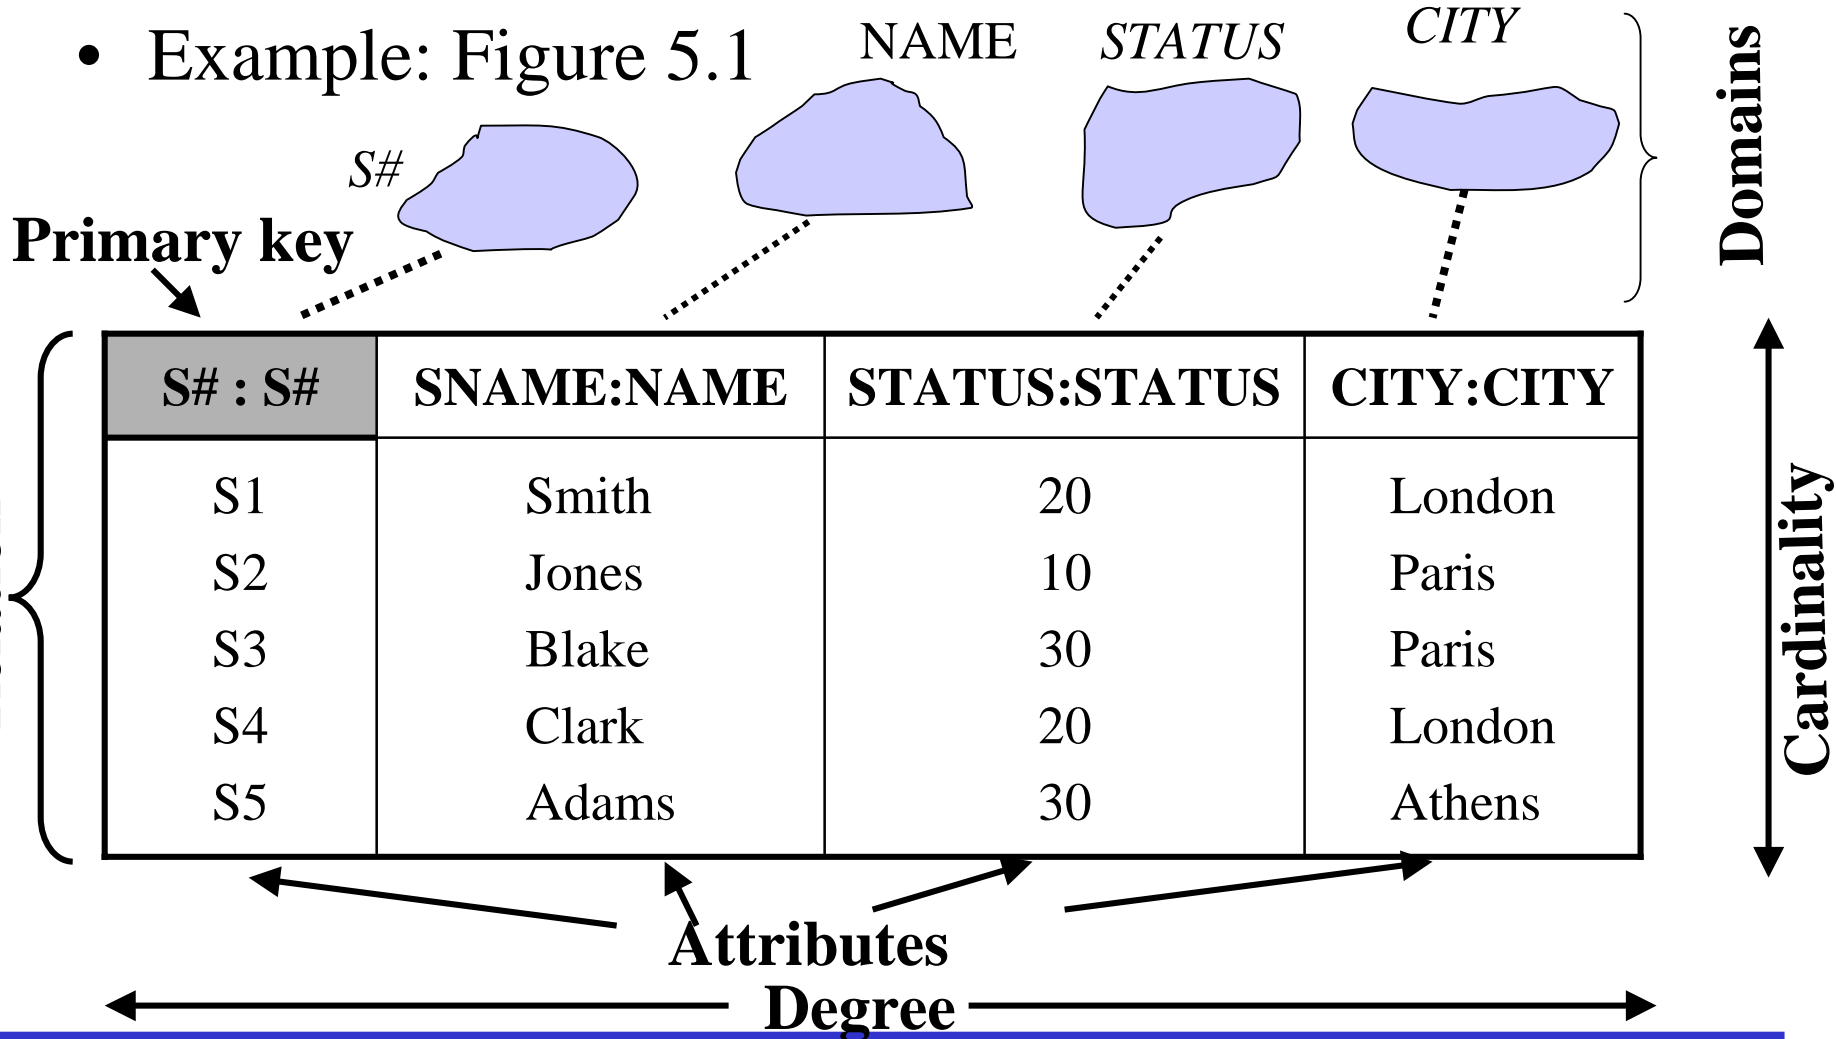 • Example: Figure 5.1
NAME
STATUS
CITY
S#
Domains
Primary key
S# : S# SNAME:NAME STATUS:STATUS CITY:CITY
S1 Smith 20 London
S2 Jones 10 Paris
S3 Blake 30 Paris
S4 Clark 20 London
S5 Adams 30 Athens
Cardinality
Attributes
Degree